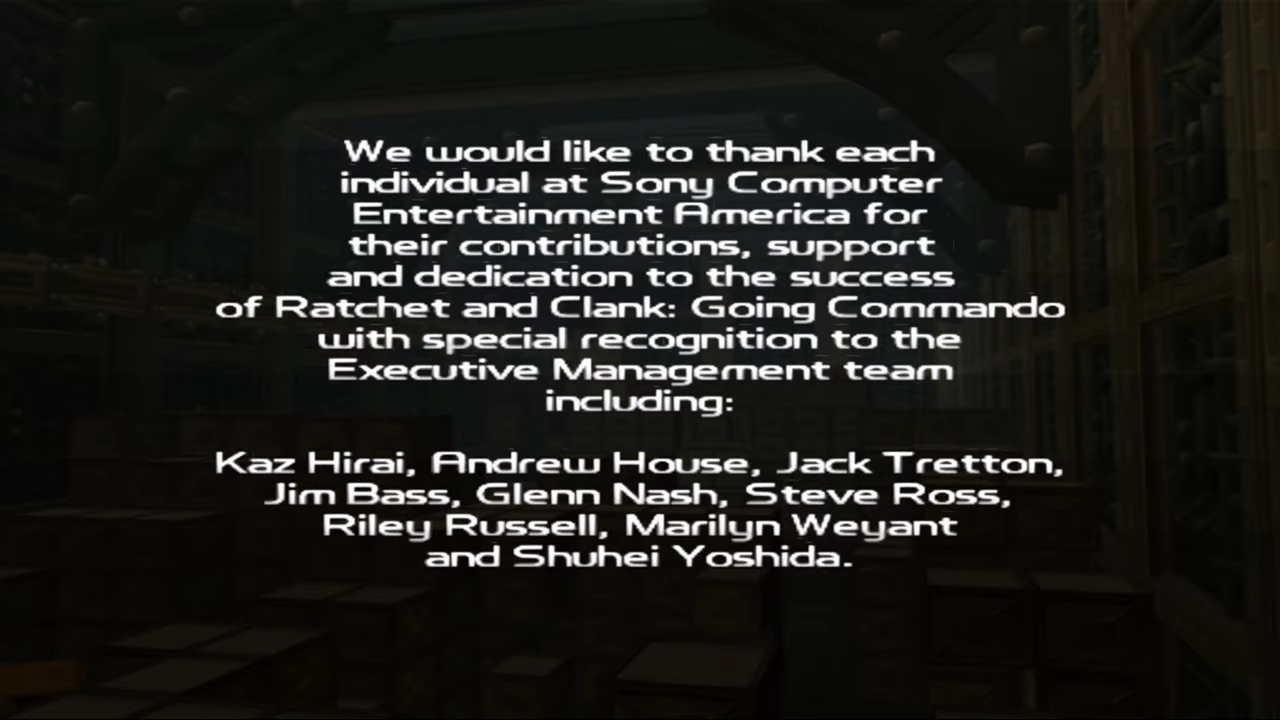 We would like to thank each
individual at Sony Computer
Entertainment America for
their contributions, support
and dedication to the success
of Ratchet and Clank: Going Commando
with special recognition to the
Executive Management team
including:
Kaz Hirai, Andrew House, Jack Tretton,
Jim Bass, Glenn Nash, Steve Ross,
Riley Russell, Marilyn Weyant
and Shuhei Yoshida.